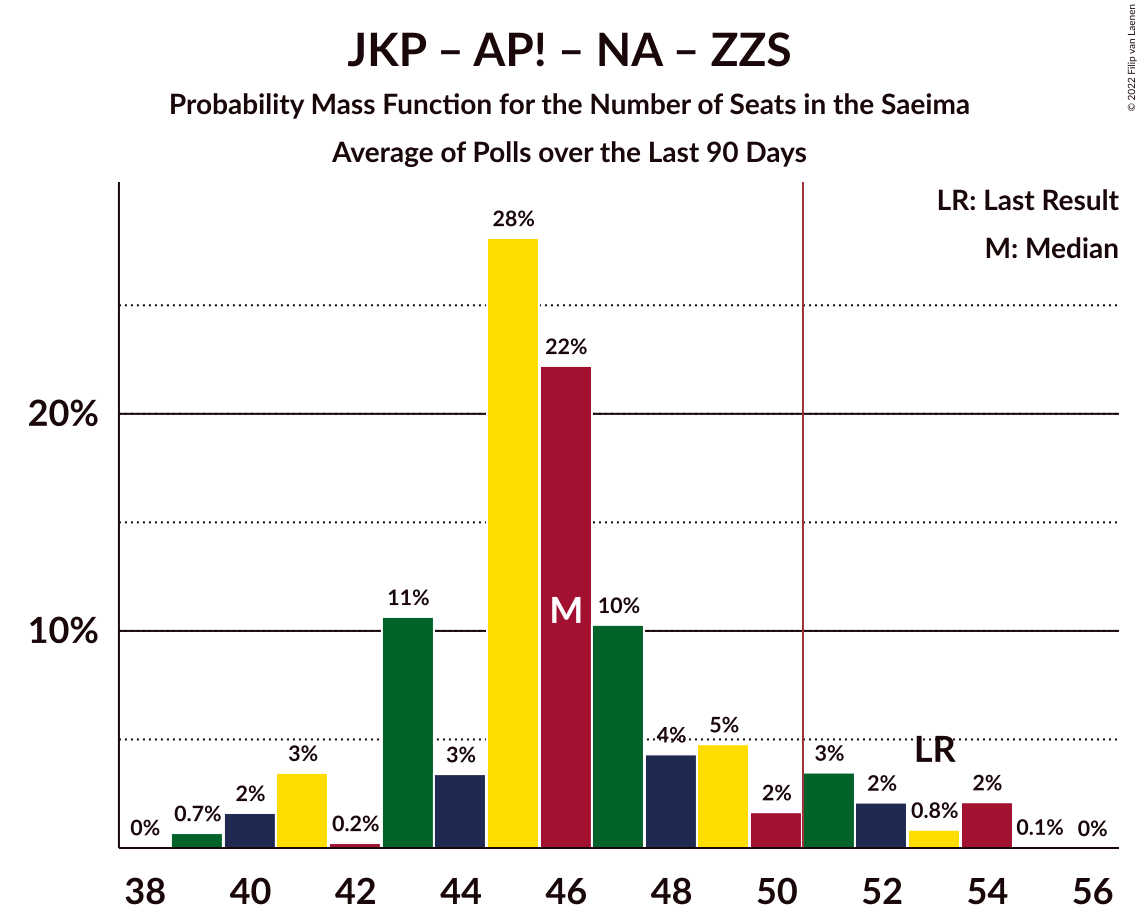 JKP – AP! – NA – ZZS
Probability Mass Function for the Number of Seats in the Saeima
Average of Polls over the Last 90 Days
© 2022 Filip van Laenen
LR: Last Result
M: Median
20%
10%
0%
0.7%
2%
3%
0.2%
11%
3%
28%
22%
M
10%
4%
5%
2%
3%
2%
LR
0.8%
2%
0.1%
0%
38 40 42 44 46 48 50 52 54 56